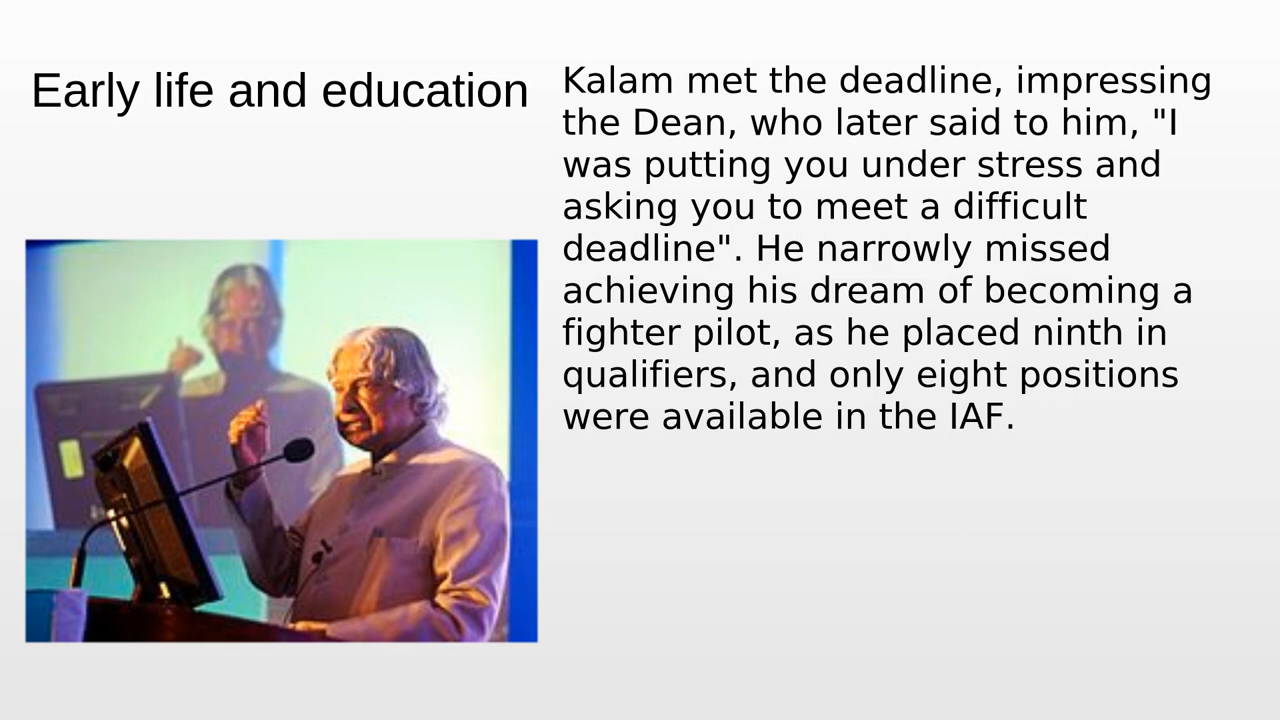 Early life and education
Kalam met the deadline, impressing
the Dean, who later said to him, "I
was putting you under stress and
asking you to meet a difficult
deadline". He narrowly missed
achieving his dream of becoming a
fighter pilot, as he placed ninth in
qualifiers, and only eight positions
were available in the IAF.